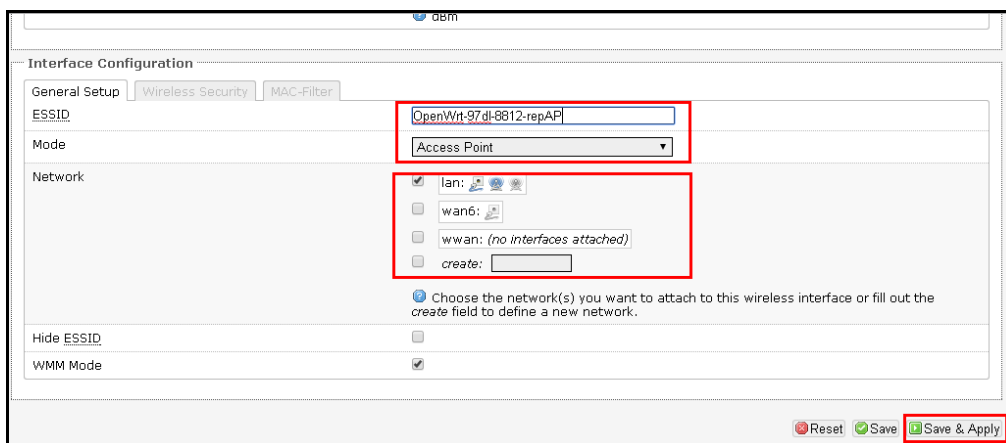 dBm
Interface Configuration
General Setup Wireless Security MAC-Filter
ESSID OpenWrt-97dl-8812-repAP
Mode Access Point
Network lan:
wan6:
wwan: (no interfaces attached)
create:
Choose the network(s) you want to attach to this wireless interface or fill out the
create field to define a new network.
Hide ESSID
WMM Mode
Reset Save Save & Apply